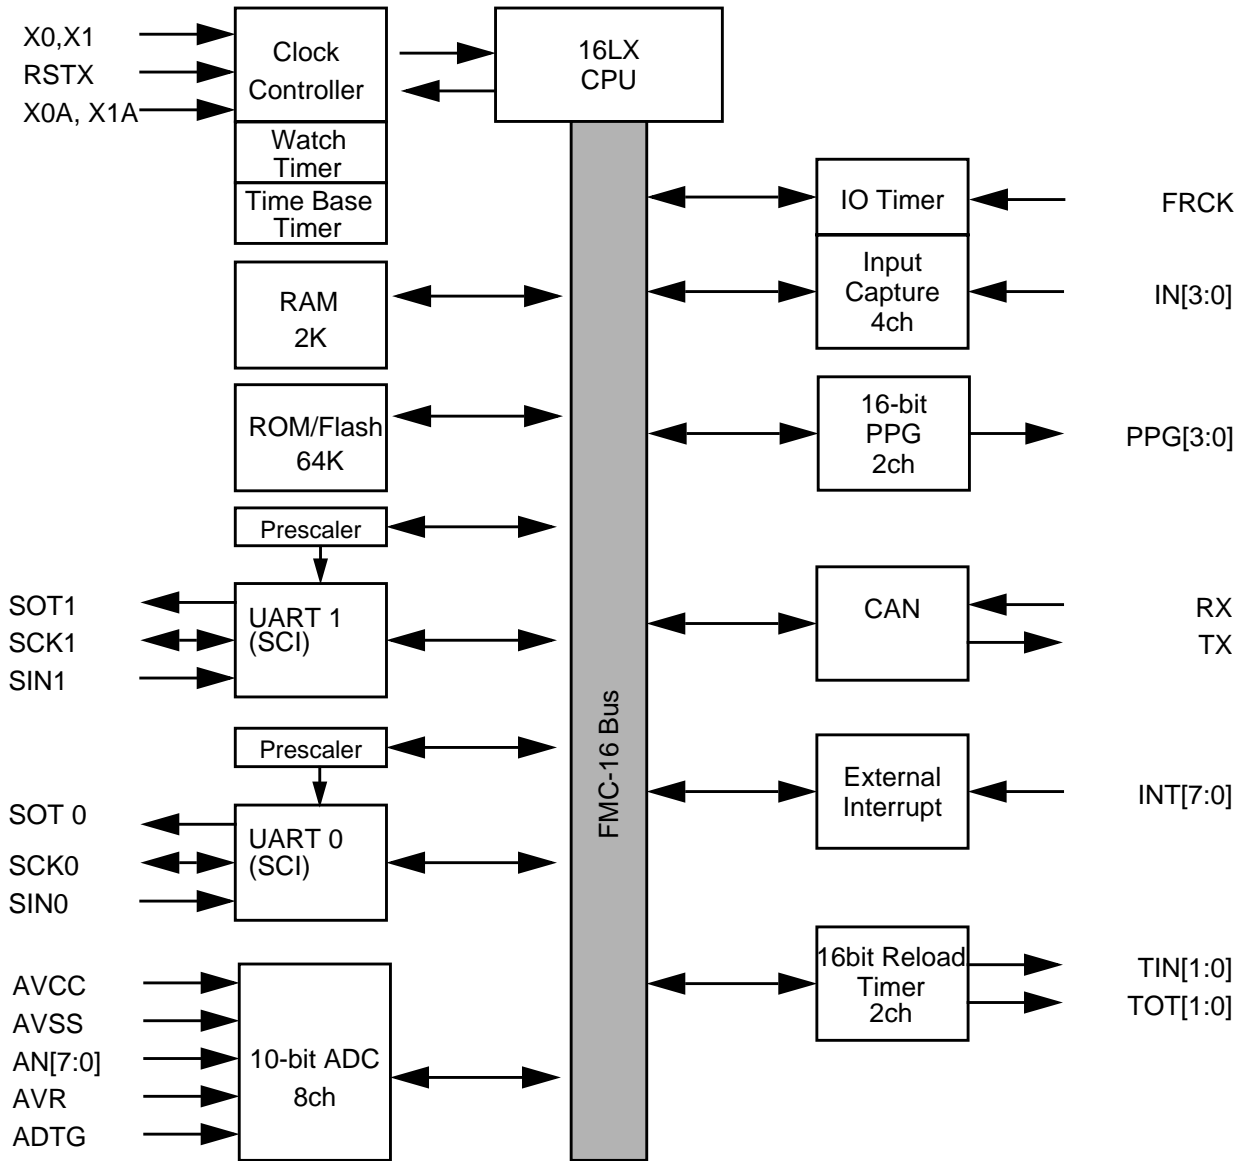 X0,X1
RSTX
X0A, X1A
Clock
Controller
Watch
Timer
Time Base
Timer
16LX
CPU
RAM
2K
ROM/Flash
64K
Prescaler
UART 1
(SCI)
SOT1
SCK1
SIN1
Prescaler
UART 0
(SCI)
SOT 0
SCK0
SIN0
AVCC
AVSS
AN[7:0]
AVR
ADTG
10-bit ADC
8ch
FMC-16 Bus
IO Timer
FRCK
Input
Capture
4ch
IN[3:0]
16-bit
PPG
2ch
PPG[3:0]
CAN
RX
TX
External
Interrupt
INT[7:0]
16bit Reload
Timer
2ch
TIN[1:0]
TOT[1:0]